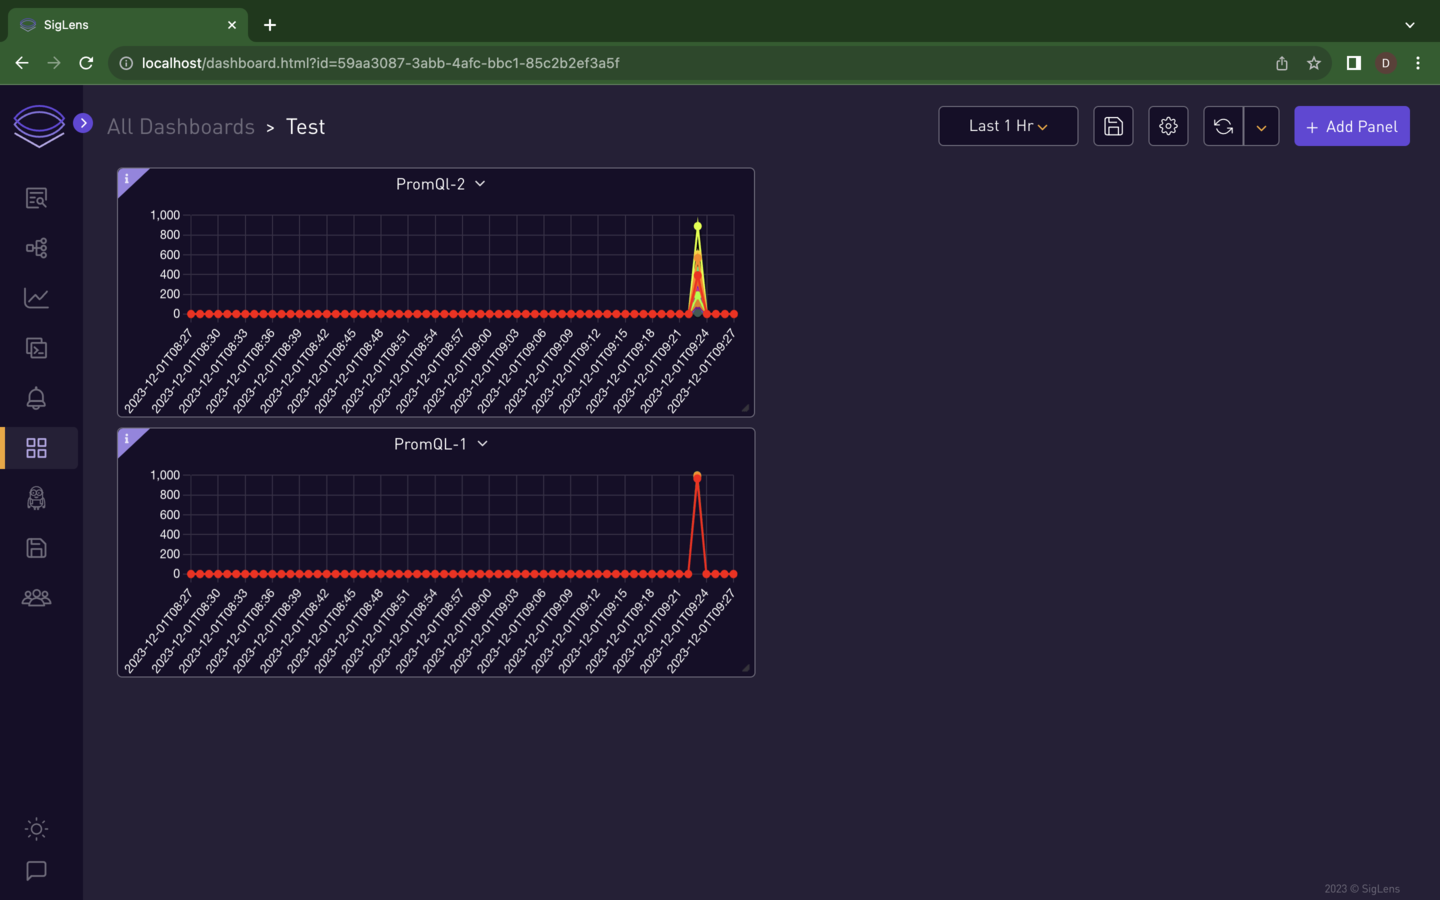 SigLens
localhost/dashboard.html?id=59aa3087-3abb-4afc-bbc1-85c2b2ef3a5f
D
All Dashboards > Test
Last 1 Hr
+ Add Panel
i
PromQl-2
1,000
800
600
400
200
0
2023-12-01T08:27
2023-12-01T08:30
2023-12-01T08:33
2023-12-01T08:36
2023-12-01T08:39
2023-12-01T08:42
2023-12-01T08:45
2023-12-01T08:48
2023-12-01T08:51
2023-12-01T08:54
2023-12-01T08:57
2023-12-01T09:00
2023-12-01T09:03
2023-12-01T09:06
2023-12-01T09:09
2023-12-01T09:12
2023-12-01T09:15
2023-12-01T09:18
2023-12-01T09:21
2023-12-01T09:24
2023-12-01T09:27
i
PromQL-1
1,000
800
600
400
200
0
2023-12-01T08:27
2023-12-01T08:30
2023-12-01T08:33
2023-12-01T08:36
2023-12-01T08:39
2023-12-01T08:42
2023-12-01T08:45
2023-12-01T08:48
2023-12-01T08:51
2023-12-01T08:54
2023-12-01T08:57
2023-12-01T09:00
2023-12-01T09:03
2023-12-01T09:06
2023-12-01T09:09
2023-12-01T09:12
2023-12-01T09:15
2023-12-01T09:18
2023-12-01T09:21
2023-12-01T09:24
2023-12-01T09:27
2023 © SigLens